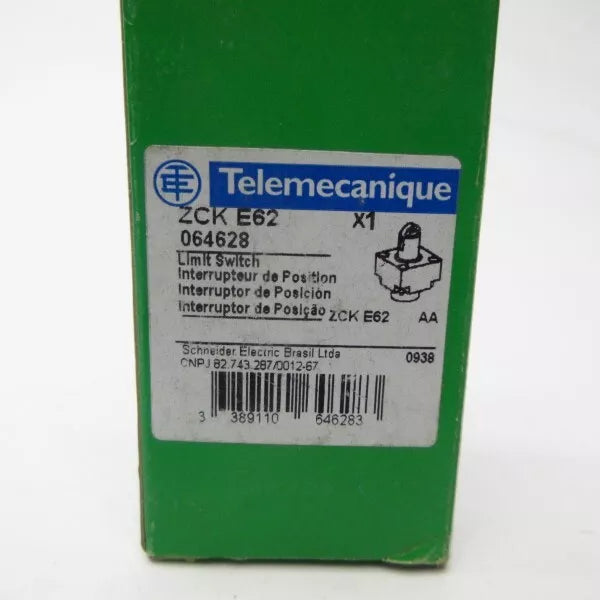 TE Telemecanique
ZCK E62 X1
064628
Limit Switch
Interrupteur de Position
Interruptor de Posición
Interruptor de Posição ZCK E62 AA
Schneider Electric Brasil Ltda 0938
CNPJ 82.743.287/0012-67
3 389110 646283